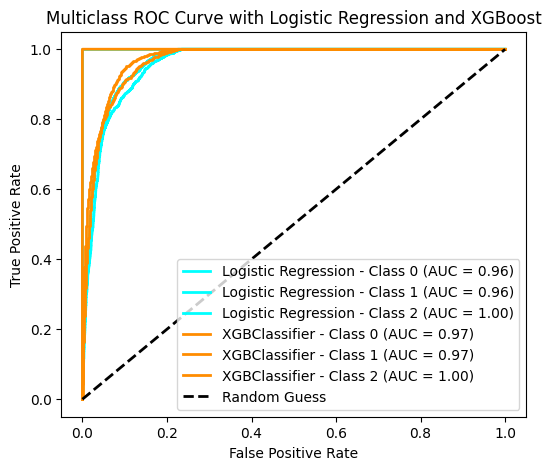 Multiclass ROC Curve with Logistic Regression and XGBoost
1.0
0.8
0.6
0.4
0.2
0.0
True Positive Rate
Logistic Regression - Class 0 (AUC = 0.96)
Logistic Regression - Class 1 (AUC = 0.96)
Logistic Regression - Class 2 (AUC = 1.00)
XGBClassifier - Class 0 (AUC = 0.97)
XGBClassifier - Class 1 (AUC = 0.97)
XGBClassifier - Class 2 (AUC = 1.00)
Random Guess
0.0 0.2 0.4 0.6 0.8 1.0
False Positive Rate